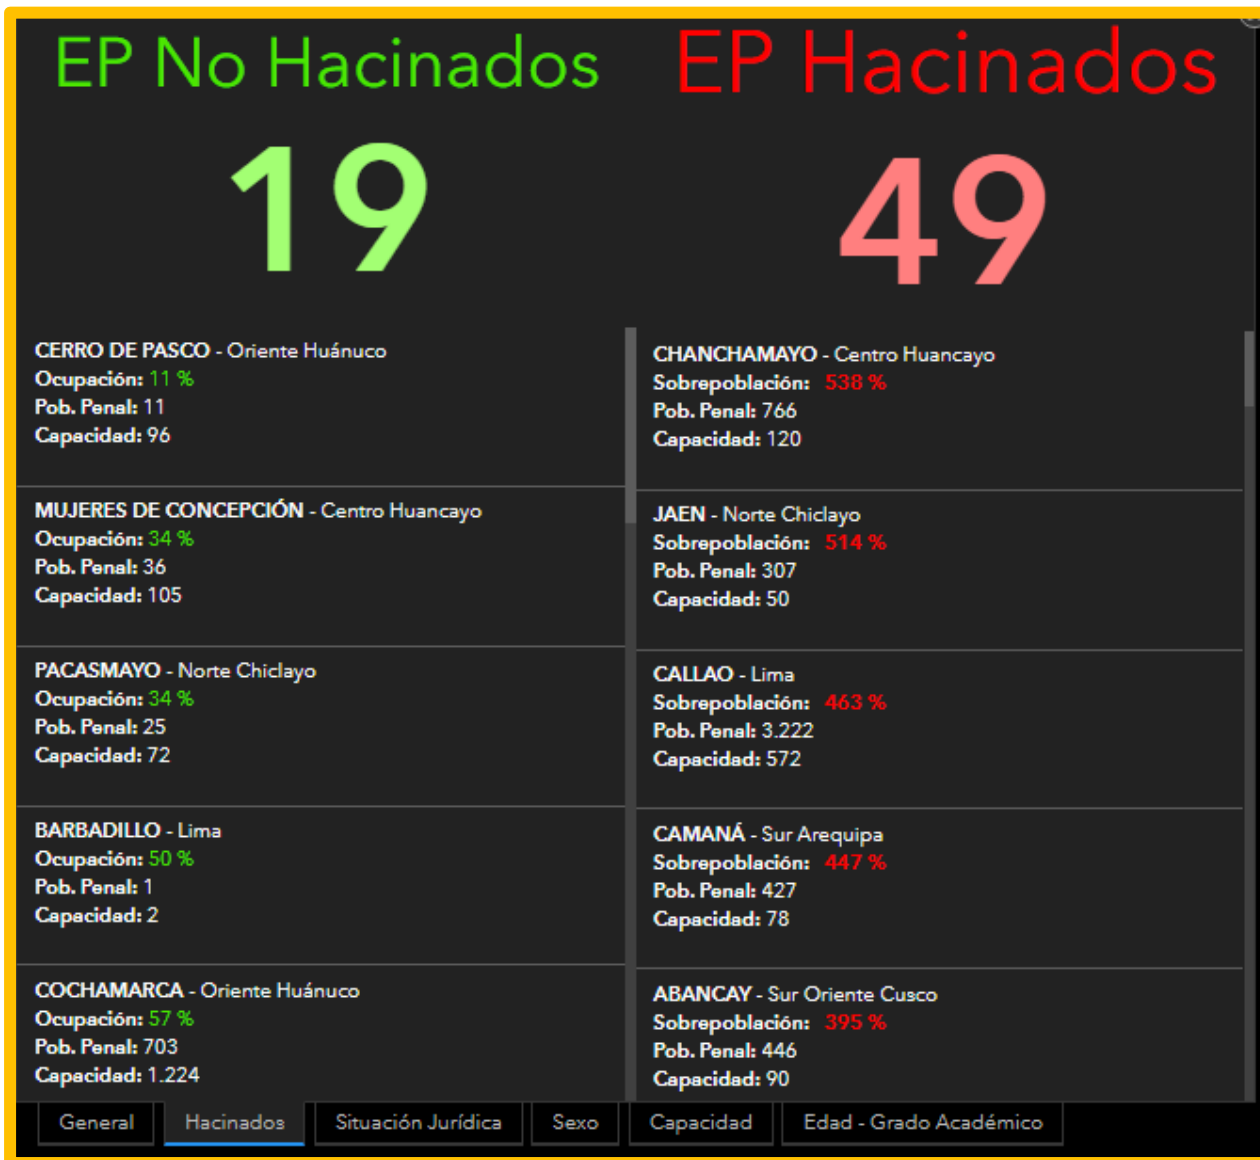 EP No Hacinados
19
CERRO DE PASCO - Oriente Huánuco
Ocupación: 11 %
Pob. Penal: 11
Capacidad: 96
MUJERES DE CONCEPCIÓN - Centro Huancayo
Ocupación: 34 %
Pob. Penal: 36
Capacidad: 105
PACASMAYO - Norte Chiclayo
Ocupación: 34 %
Pob. Penal: 25
Capacidad: 72
BARBADILLO - Lima
Ocupación: 50 %
Pob. Penal: 1
Capacidad: 2
COCHAMARCA - Oriente Huánuco
Ocupación: 57 %
Pob. Penal: 703
Capacidad: 1.224
EP Hacinados
49
CHANCHAMAYO - Centro Huancayo
Sobrepoblación: 538 %
Pob. Penal: 766
Capacidad: 120
JAEN - Norte Chiclayo
Sobrepoblación: 514 %
Pob. Penal: 307
Capacidad: 50
CALLAO - Lima
Sobrepoblación: 463 %
Pob. Penal: 3.222
Capacidad: 572
CAMANÁ - Sur Arequipa
Sobrepoblación: 447 %
Pob. Penal: 427
Capacidad: 78
ABANCAY - Sur Oriente Cusco
Sobrepoblación: 395 %
Pob. Penal: 446
Capacidad: 90
General Hacinados Situación Jurídica Sexo Capacidad Edad - Grado Académico